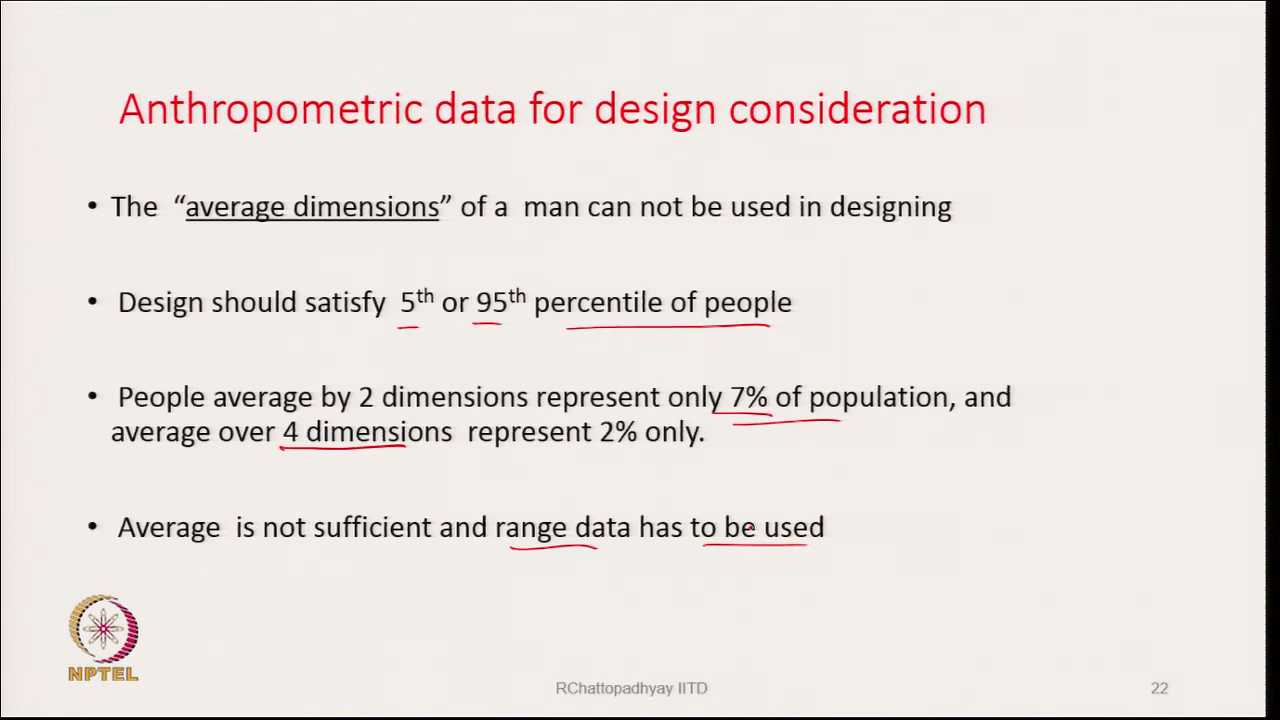 Anthropometric data for design consideration
• The “average dimensions” of a man can not be used in designing
• Design should satisfy 5th or 95th percentile of people
• People average by 2 dimensions represent only 7% of population, and
average over 4 dimensions represent 2% only.
• Average is not sufficient and range data has to be used
NPTEL
RChattopadhyay IITD
22